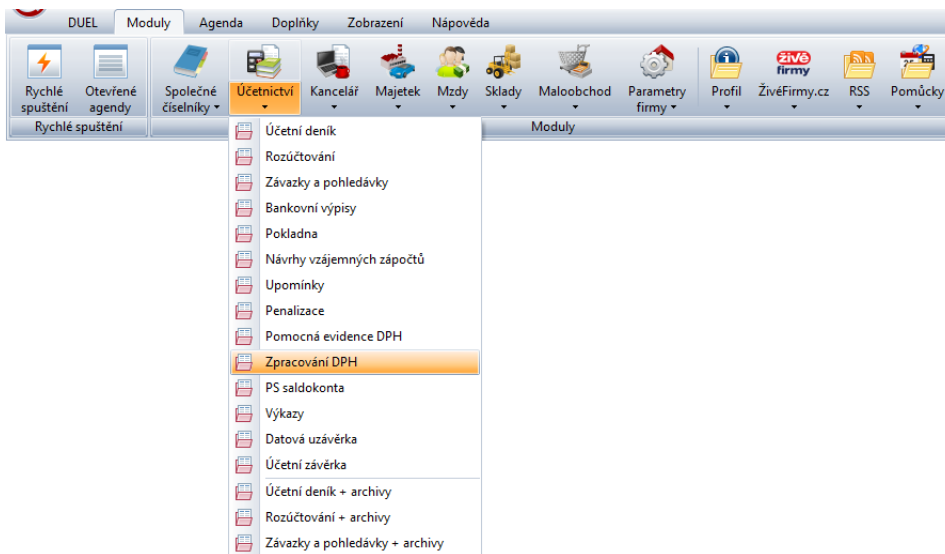 DUEL Moduly Agenda Doplňky Zobrazení Nápověda
Rychlé spuštění
Otevřené agendy
Společné číselníky
Účetnictví
Kancelář
Majetek
Mzdy
Sklady
Maloobchod
Parametry firmy
Profil
živé firmy
ŽivéFirmy.cz
RSS
Pomůcky
Rychlé spuštění
Moduly
Účetní deník
Rozúčtování
Závazky a pohledávky
Bankovní výpisy
Pokladna
Návrhy vzájemných zápočtů
Upomínky
Penalizace
Pomocná evidence DPH
Zpracování DPH
PS saldokonta
Výkazy
Datová uzávěrka
Účetní závěrka
Účetní deník + archivy
Rozúčtování + archivy
Závazky a pohledávky + archivy